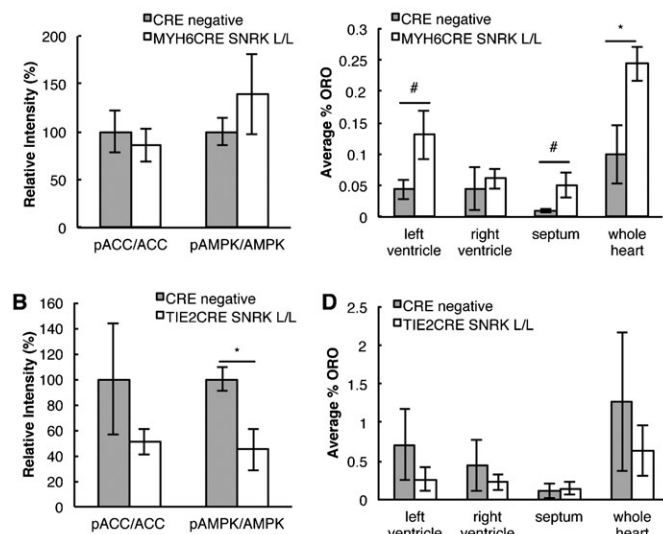 CRE negative
MYH6CRE SNRK L/L
Relative Intensity (%)
200
150
100
50
0
pACC/ACC
pAMPK/AMPK
CRE negative
MYH6CRE SNRK L/L
Average % ORO
0.3
0.25
0.2
0.15
0.1
0.05
0
#
#
*
left
ventricle
right
ventricle
septum
whole
heart
B
CRE negative
TIE2CRE SNRK L/L
Relative Intensity (%)
160
140
120
100
80
60
40
20
0
*
pACC/ACC
pAMPK/AMPK
D
CRE negative
TIE2CRE SNRK L/L
Average % ORO
2.5
2
1.5
1
0.5
0
left
ventricle
right
ventricle
septum
whole
heart